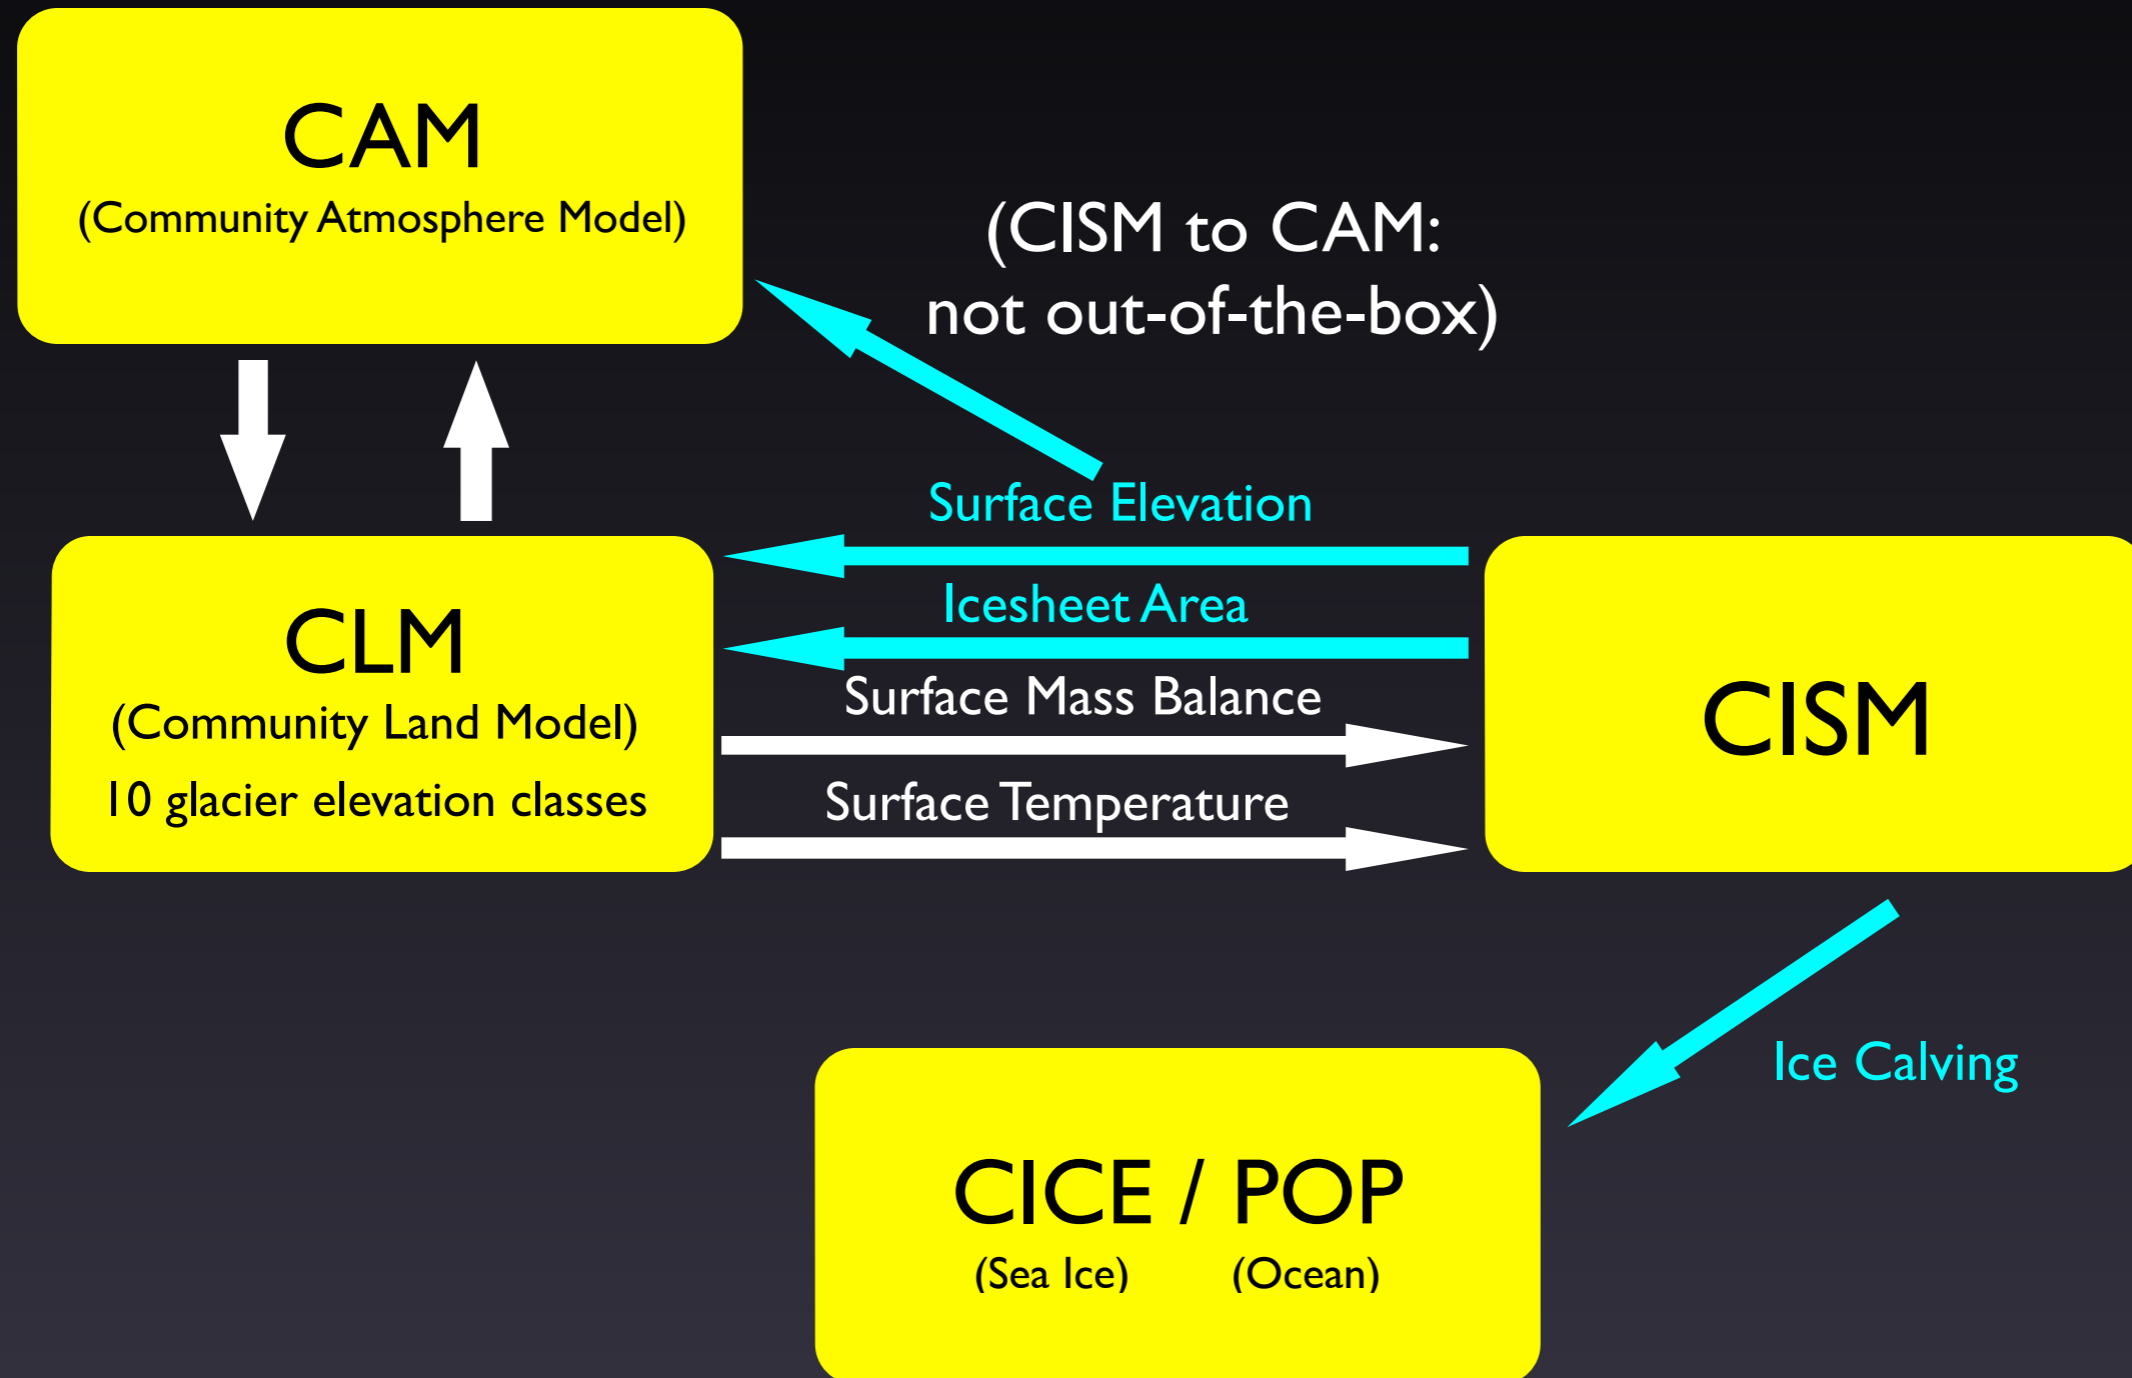 CAM
(Community Atmosphere Model)
(CISM to CAM:
not out-of-the-box)
Surface Elevation
Icesheet Area
CLM
(Community Land Model)
10 glacier elevation classes
Surface Mass Balance
Surface Temperature
CISM
Ice Calving
CICE / POP
(Sea Ice) (Ocean)